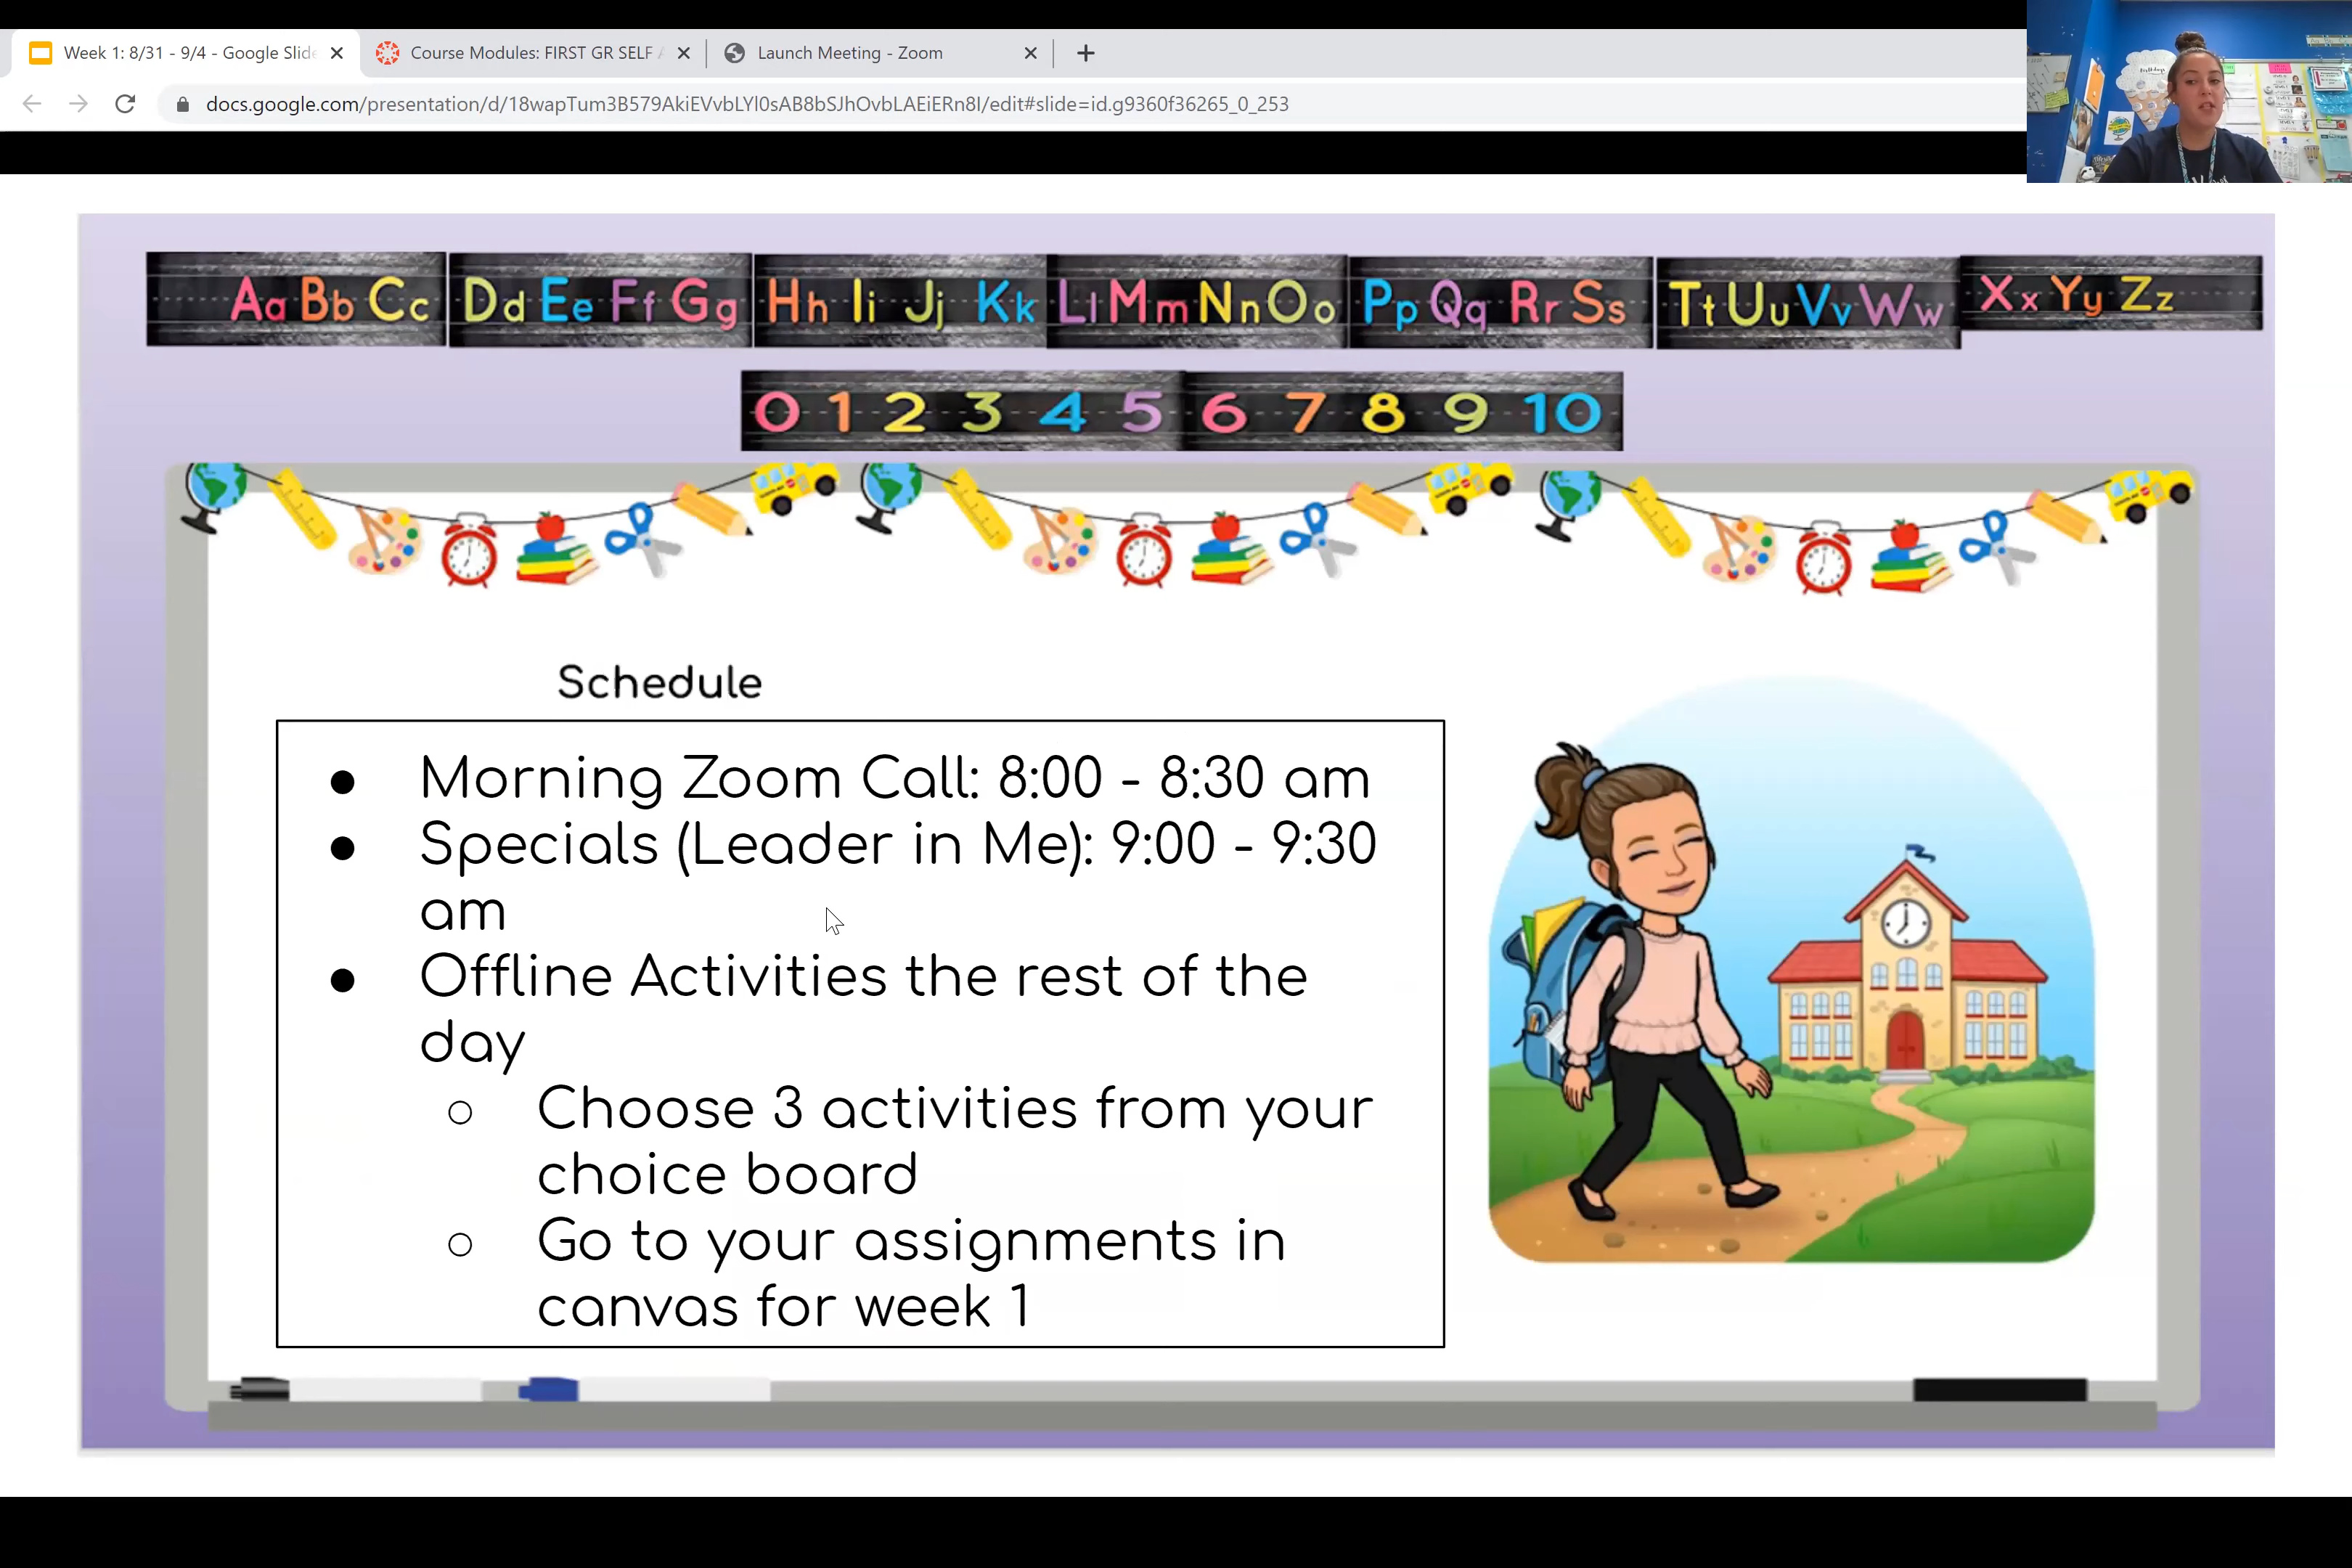 Week 1: 8/31 - 9/4 - Google Slide
Course Modules: FIRST GR SELF
Launch Meeting - Zoom
docs.google.com/presentation/d/18wapTum3B579AkiEVvbLYl0sAB8bSJhOvbLAEiERn8I/edit#slide=id.g9360f36265_0_253
Aa Bb Cc Dd Ee Ff Gg Hh Ii Jj Kk Ll Mm Nn Oo Pp Qq Rr Ss Tt Uu Vv Ww Xx Yy Zz
0 1 2 3 4 5 6 7 8 9 10
Schedule
● Morning Zoom Call: 8:00 - 8:30 am
● Specials (Leader in Me): 9:00 - 9:30
am
● Offline Activities the rest of the
day
○ Choose 3 activities from your
choice board
○ Go to your assignments in
canvas for week 1